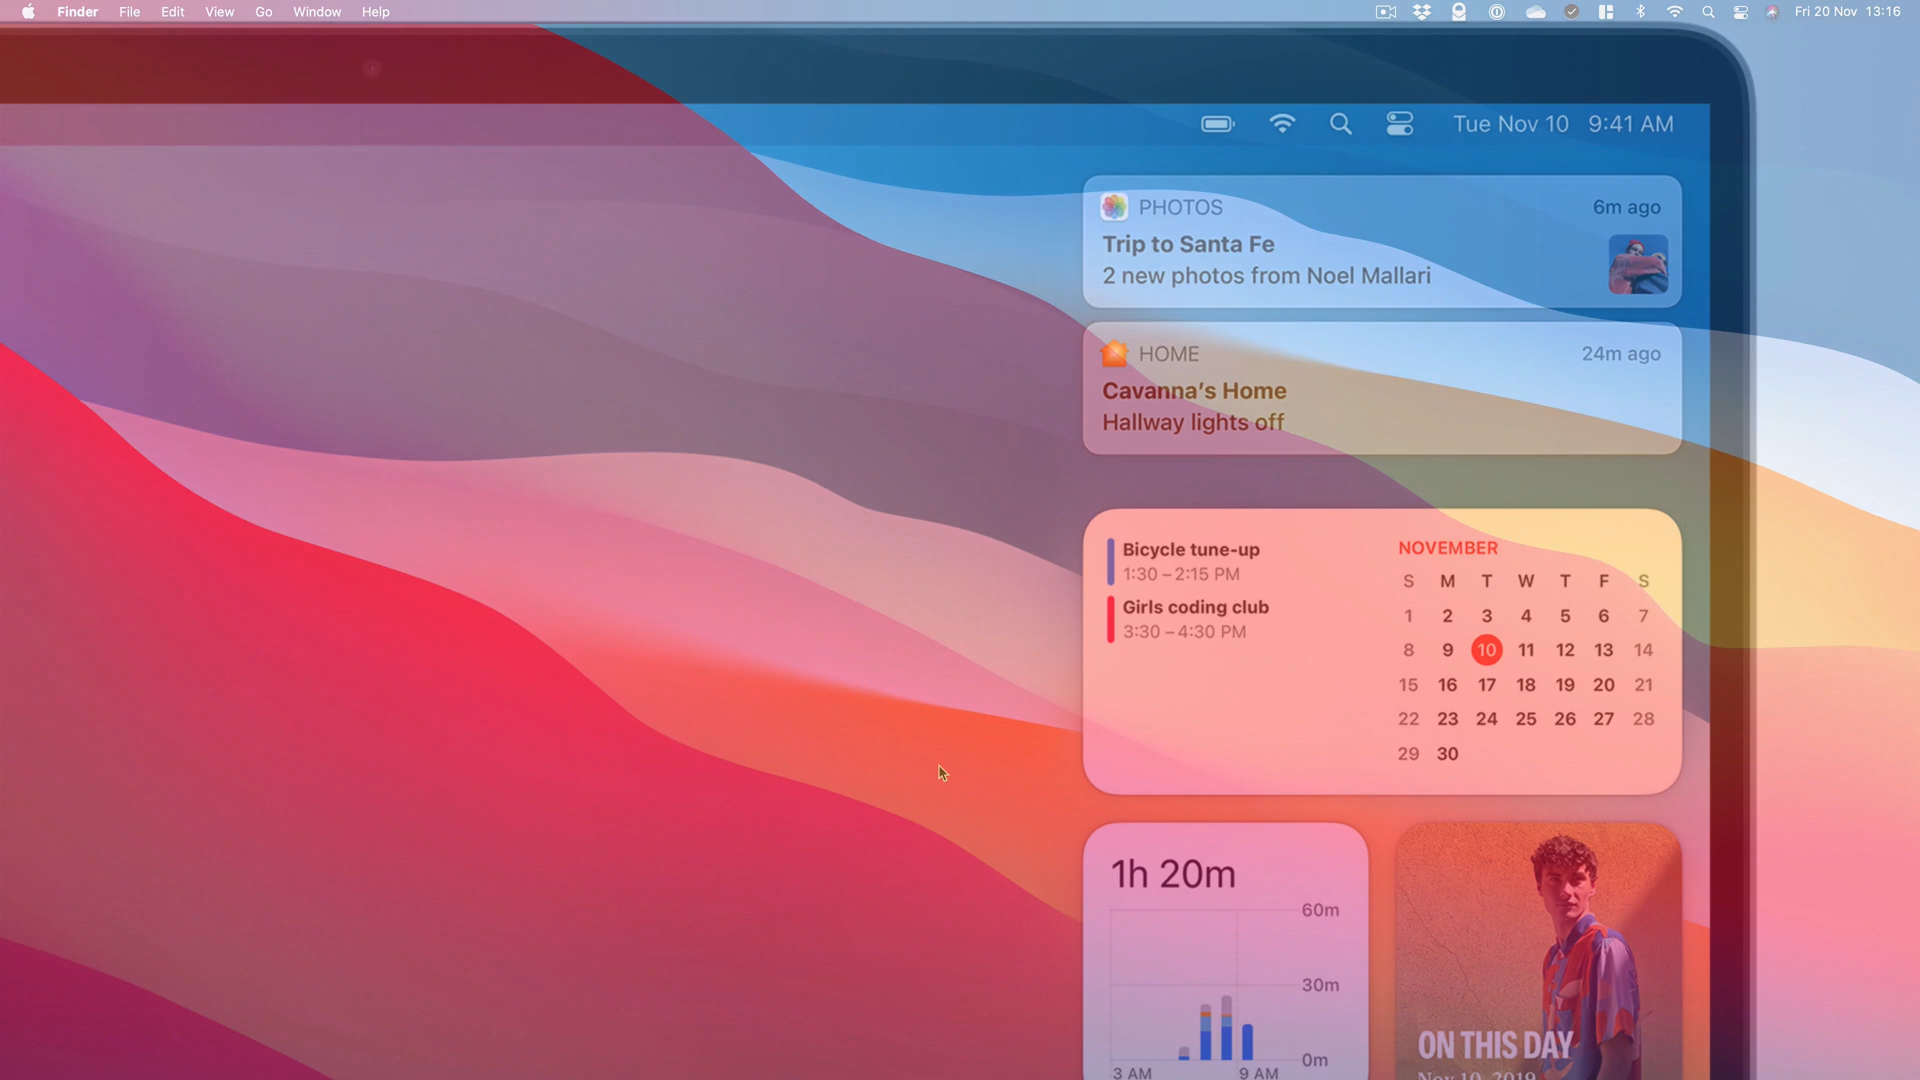 Finder File Edit View Go Window Help
Fri 20 Nov 13:16
Tue Nov 10 9:41 AM
PHOTOS 6m ago
Trip to Santa Fe
2 new photos from Noel Mallari
HOME 24m ago
Cavanna's Home
Hallway lights off
Bicycle tune-up
1:30 – 2:15 PM
Girls coding club
3:30 – 4:30 PM
NOVEMBER
S M T W T F S
1 2 3 4 5 6 7
8 9 10 11 12 13 14
15 16 17 18 19 20 21
22 23 24 25 26 27 28
29 30
1h 20m
60m
30m
0m
3 AM 9 AM
ON THIS DAY
Nov 10, 2019